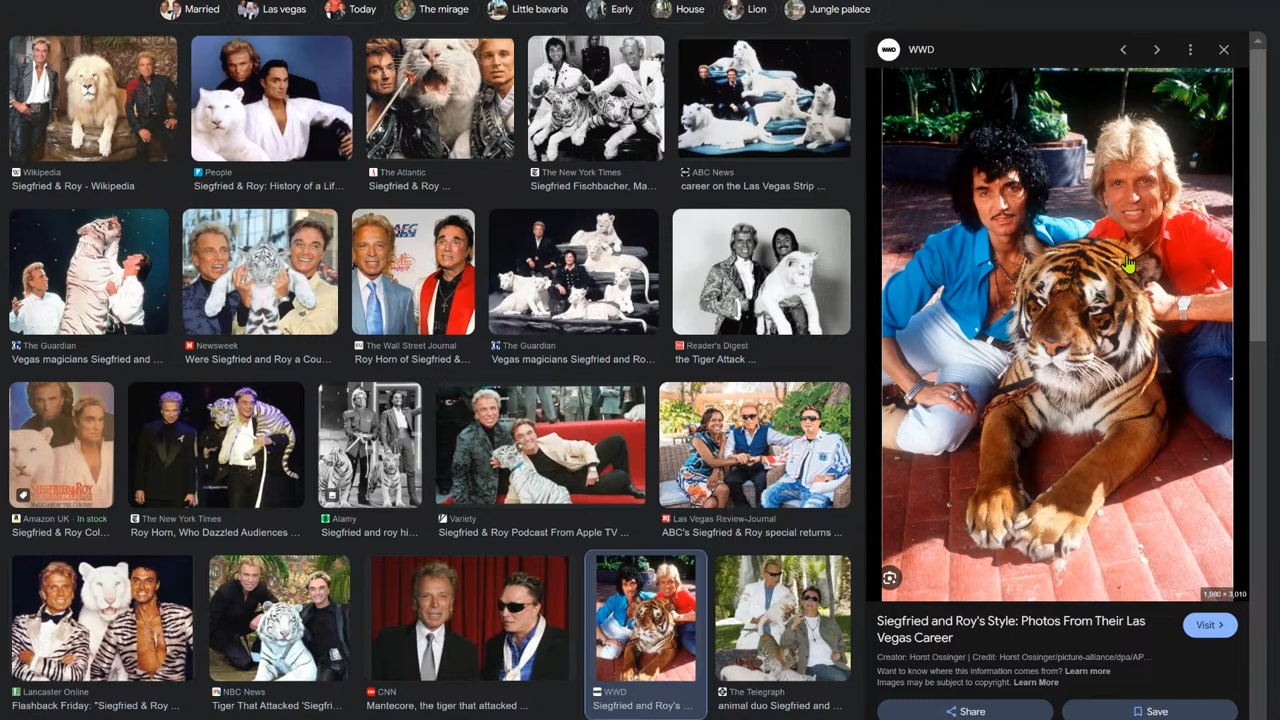 Married
Las vegas
Today
The mirage
Little bavaria
Early
House
Lion
Jungle palace
Wikipedia
Siegfried & Roy - Wikipedia
People
Siegfried & Roy: History of a Lif...
The Atlantic
Siegfried & Roy ...
The New York Times
Siegfried Fischbacher, Ma...
ABC News
career on the Las Vegas Strip ...
The Guardian
Vegas magicians Siegfried and ...
Newsweek
Were Siegfried and Roy a Cou...
The Wall Street Journal
Roy Horn of Siegfried &...
The Guardian
Vegas magicians Siegfried and Ro...
Reader's Digest
the Tiger Attack ...
SIEGFRIED & ROY
Amazon UK · In stock
Siegfried & Roy Col...
The New York Times
Roy Horn, Who Dazzled Audiences ...
Alamy
Siegfried and roy hi...
Variety
Siegfried & Roy Podcast From Apple TV ...
Las Vegas Review-Journal
ABC's Siegfried & Roy special returns ...
Lancaster Online
Flashback Friday: "Siegfried & Roy ...
NBC News
Tiger That Attacked 'Siegfri...
CNN
Mantecore, the tiger that attacked ...
WWD
Siegfried and Roy's ...
The Telegraph
animal duo Siegfried and ...
WWD
WWD
1,980 × 3,010
Siegfried and Roy's Style: Photos From Their Las
Vegas Career
Visit
Creator: Horst Ossinger | Credit: Horst Ossinger/picture-alliance/dpa/AP...
Want to know where this information comes from? Learn more
Images may be subject to copyright. Learn More
Share
Save